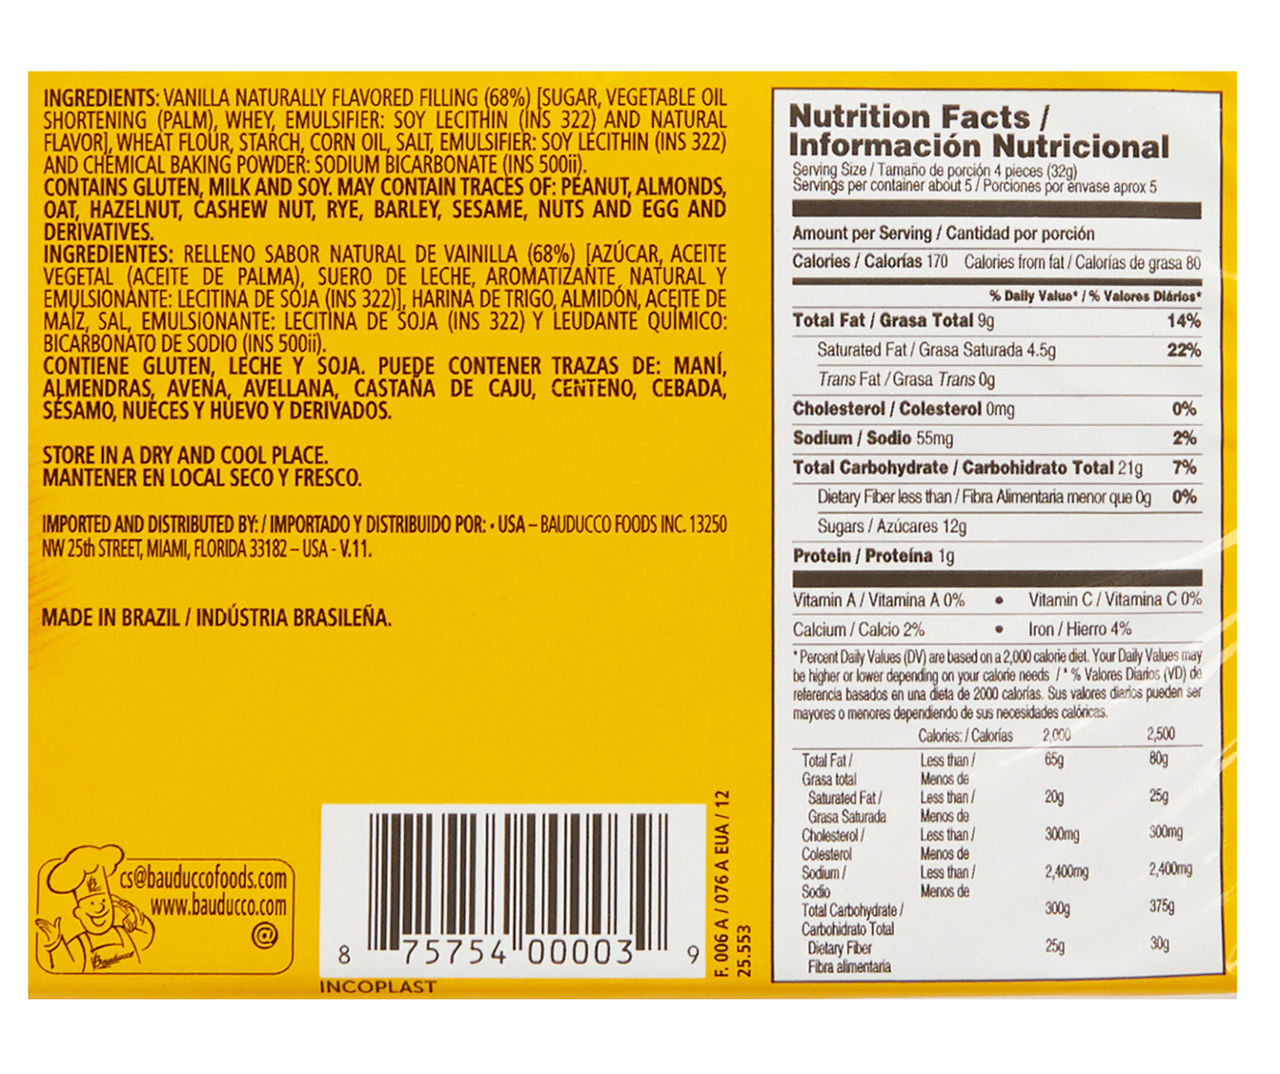 INGREDIENTS: VANILLA NATURALLY FLAVORED FILLING (68%) [SUGAR, VEGETABLE OIL
SHORTENING (PALM), WHEY, EMULSIFIER: SOY LECITHIN (INS 322) AND NATURAL
FLAVOR], WHEAT FLOUR, STARCH, CORN OIL, SALT, EMULSIFIER: SOY LECITHIN (INS 322)
AND CHEMICAL BAKING POWDER: SODIUM BICARBONATE (INS 500ii).
CONTAINS GLUTEN, MILK AND SOY. MAY CONTAIN TRACES OF: PEANUT, ALMONDS,
OAT, HAZELNUT, CASHEW NUT, RYE, BARLEY, SESAME, NUTS AND EGG AND
DERIVATIVES.
INGREDIENTES: RELLENO SABOR NATURAL DE VAINILLA (68%) [AZÚCAR, ACEITE
VEGETAL (ACEITE DE PALMA), SUERO DE LECHE, AROMATIZANTE NATURAL Y
EMULSIONANTE: LECITINA DE SOJA (INS 322)], HARINA DE TRIGO, ALMIDÓN, ACEITE DE
MAÍZ, SAL, EMULSIONANTE: LECITINA DE SOJA (INS 322) Y LEUDANTE QUÍMICO:
BICARBONATO DE SODIO (INS 500ii).
CONTIENE GLUTEN, LECHE Y SOJA. PUEDE CONTENER TRAZAS DE: MANÍ,
ALMENDRAS, AVENA, AVELLANA, CASTAÑA DE CAJU, CENTENO, CEBADA,
SÉSAMO, NUECES Y HUEVO Y DERIVADOS.
STORE IN A DRY AND COOL PLACE.
MANTENER EN LOCAL SECO Y FRESCO.
IMPORTED AND DISTRIBUTED BY: / IMPORTADO Y DISTRIBUIDO POR: • USA – BAUDUCCO FOODS INC. 13250
NW 25th STREET, MIAMI, FLORIDA 33182 – USA - V.11.
MADE IN BRAZIL / INDÚSTRIA BRASILEÑA.
cs@bauduccofoods.com
www.bauducco.com
@
Bauducco
8 75754 00003 9
INCOPLAST
F. 006 A / 076 A EUA / 12
25.553
Nutrition Facts /
Información Nutricional
Serving Size / Tamaño de porción 4 pieces (32g)
Servings per container about 5 / Porciones por envase aprox 5
Amount per Serving / Cantidad por porción
Calories / Calorías 170 Calories from fat / Calorías de grasa 80
% Daily Value* / % Valores Diários*
Total Fat / Grasa Total 9g 14%
Saturated Fat / Grasa Saturada 4.5g 22%
Trans Fat / Grasa Trans 0g
Cholesterol / Colesterol 0mg 0%
Sodium / Sodio 55mg 2%
Total Carbohydrate / Carbohidrato Total 21g 7%
Dietary Fiber less than / Fibra Alimentaria menor que 0g 0%
Sugars / Azúcares 12g
Protein / Proteína 1g
Vitamin A / Vitamina A 0% • Vitamin C / Vitamina C 0%
Calcium / Calcio 2% • Iron / Hierro 4%
* Percent Daily Values (DV) are based on a 2,000 calorie diet. Your Daily Values may
be higher or lower depending on your calorie needs / * % Valores Diarios (VD) de
referencia basados en una dieta de 2000 calorías. Sus valores diarios pueden ser
mayores o menores dependiendo de sus necesidades calóricas.
Calories: / Calorías 2,000 2,500
Total Fat / Less than / 65g 80g
Grasa total Menos de
Saturated Fat / Less than / 20g 25g
Grasa Saturada Menos de
Cholesterol / Less than / 300mg 300mg
Colesterol Menos de
Sodium / Less than / 2,400mg 2,400mg
Sodio Menos de
Total Carbohydrate / 300g 375g
Carbohidrato Total
Dietary Fiber 25g 30g
Fibra alimentaria